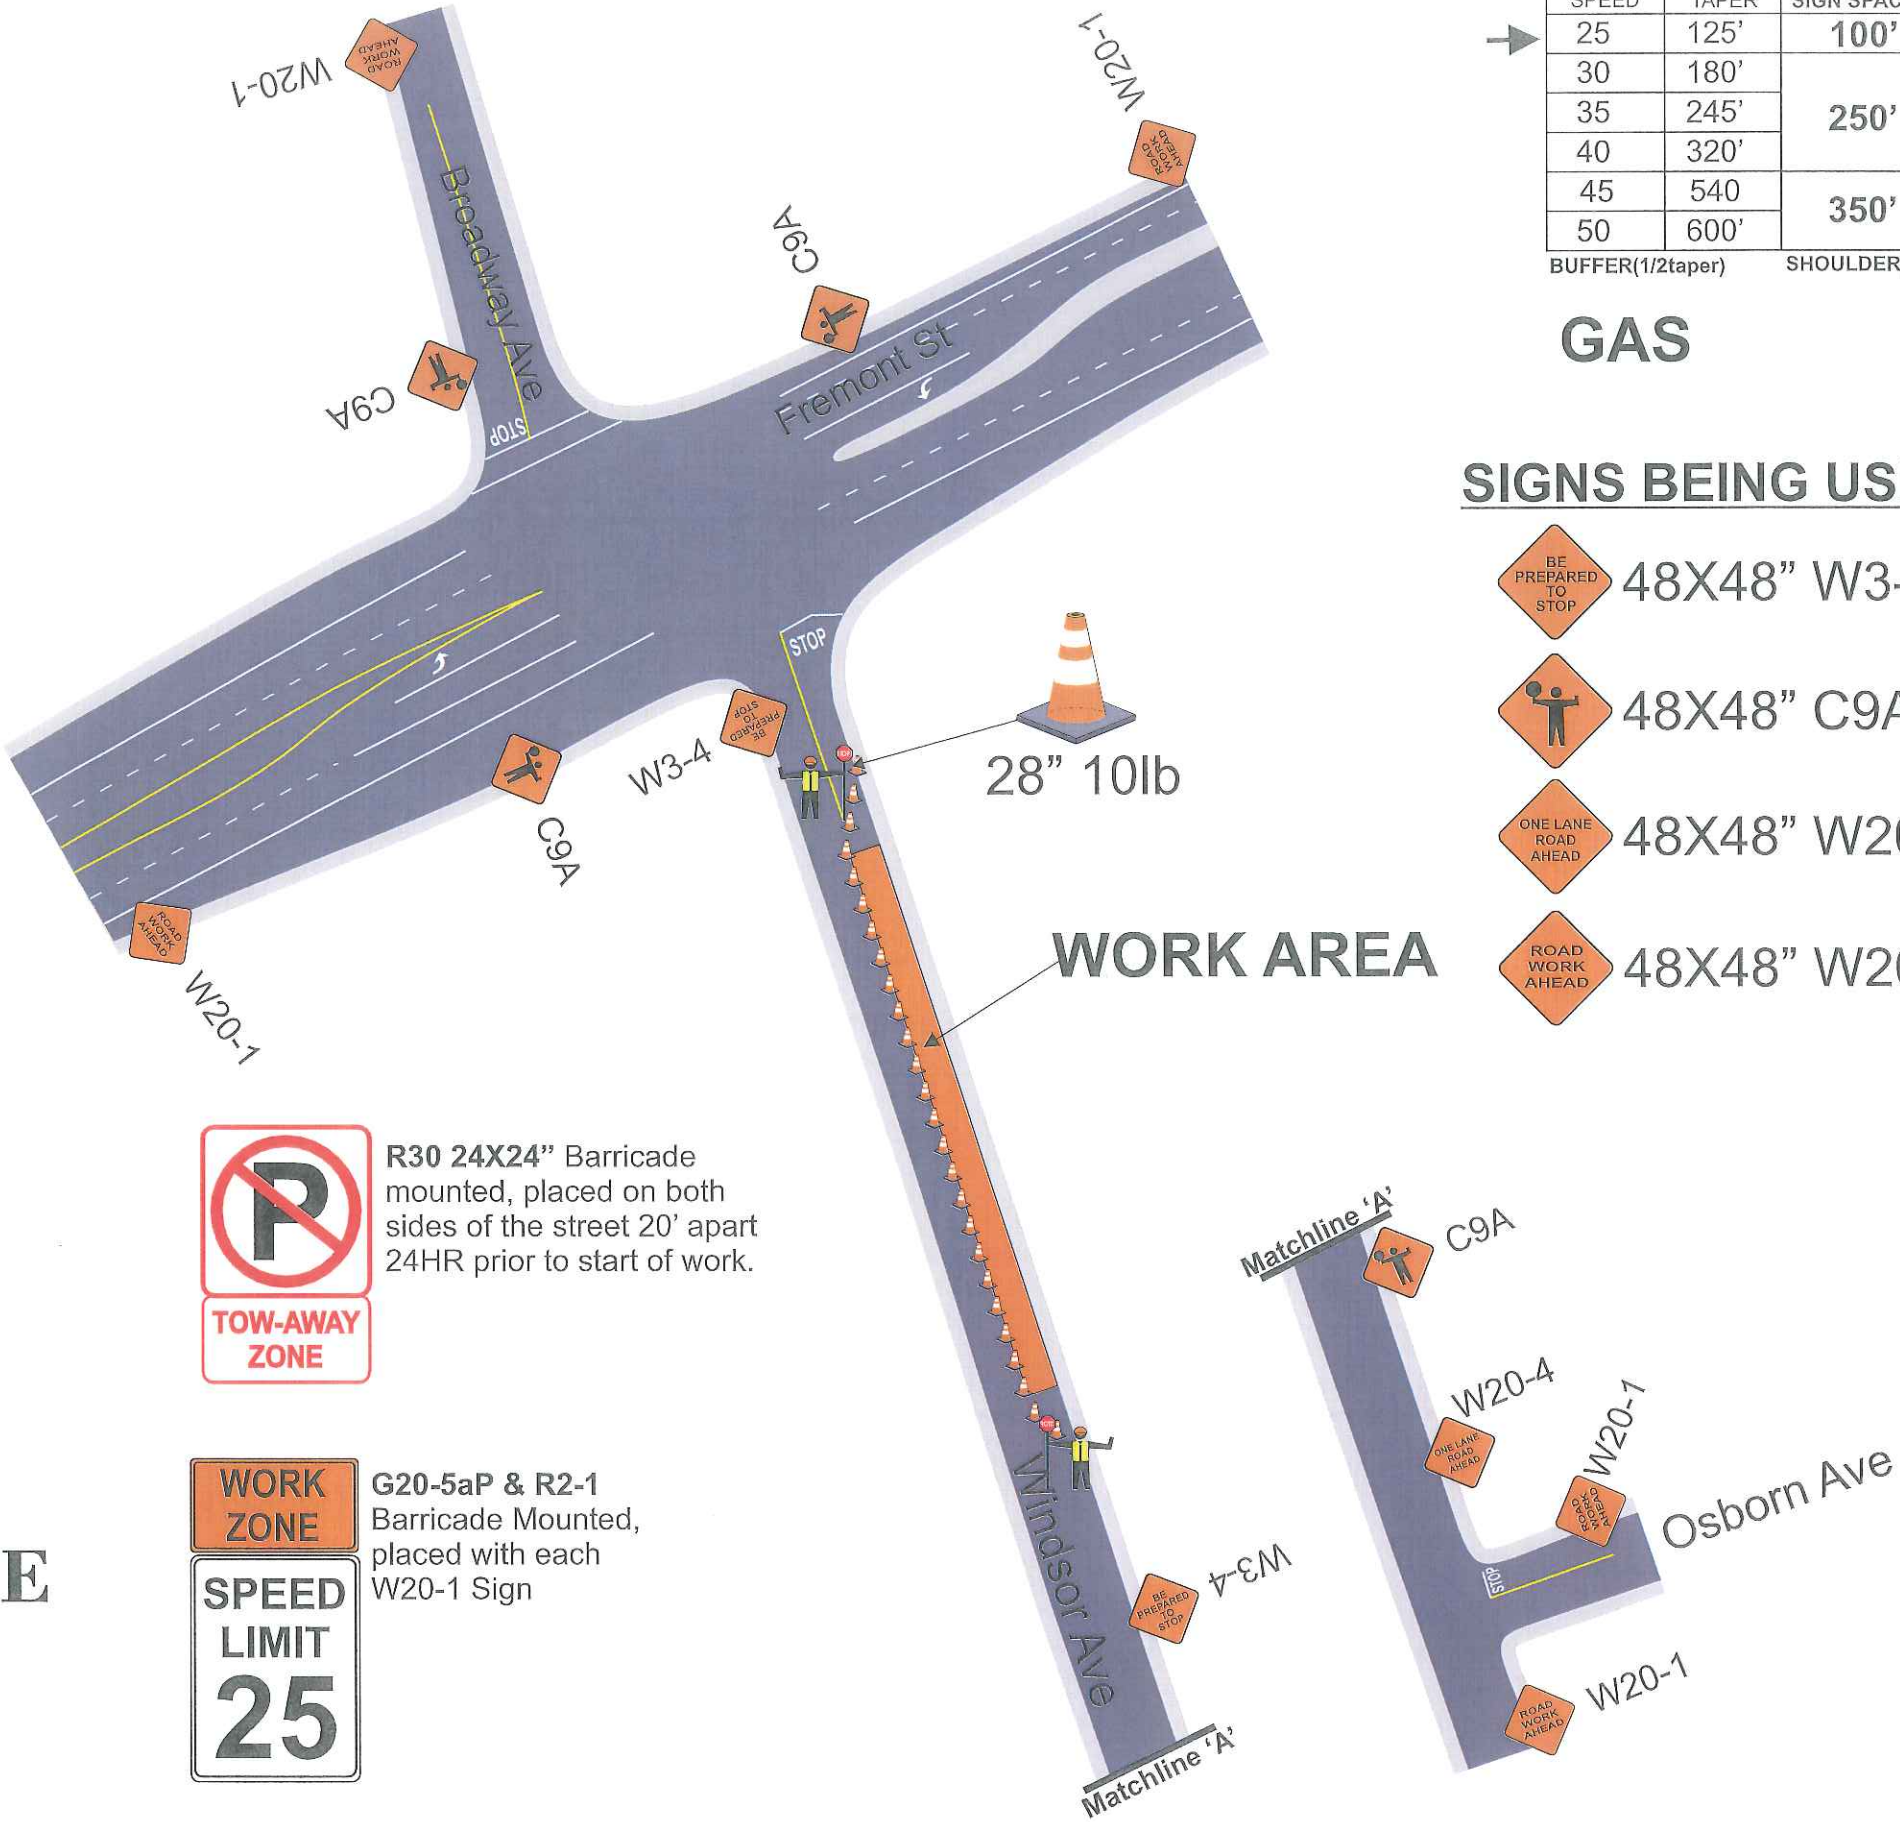 SPEED TAPER SIGN SPAC
25 125' 100'
30 180'
35 245' 250'
40 320'
45 540 350'
50 600'
BUFFER(1/2taper) SHOULDER
GAS
SIGNS BEING US
BE
PREPARED
TO
STOP
48X48” W3-
48X48” C9A
ONE LANE
ROAD
AHEAD
48X48” W20
ROAD
WORK
AHEAD
48X48” W20
ROAD
WORK
AHEAD
W20-1
Broadway Ave
C9A
STOP
W20-1
ROAD
WORK
AHEAD
C9A
Fremont St
STOP
BE
PREPARED
TO
STOP
W3-4
C9A
ROAD
WORK
AHEAD
W20-1
STOP
28” 10lb
WORK AREA
P
TOW-AWAY
ZONE
R30 24X24” Barricade
mounted, placed on both
sides of the street 20’ apart
24HR prior to start of work.
WORK
ZONE
SPEED
LIMIT
25
G20-5aP & R2-1
Barricade Mounted,
placed with each
W20-1 Sign
E
STOP
Windsor Ave
BE
PREPARED
TO
STOP
W3-4
Matchline ‘A’
Matchline ‘A’
C9A
W20-4
ONE LANE
ROAD
AHEAD
W20-1
ROAD
WORK
AHEAD
STOP
Osborn Ave
W20-1
ROAD
WORK
AHEAD